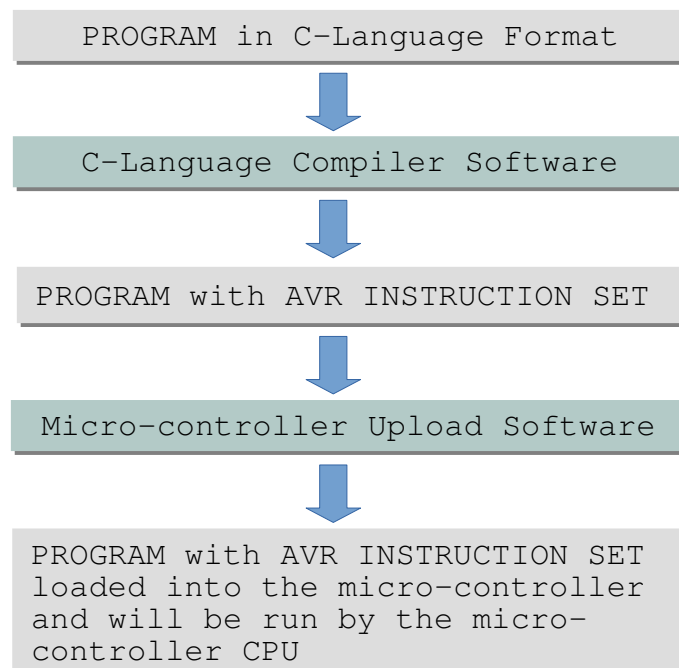 PROGRAM in C-Language Format
C-Language Compiler Software
PROGRAM with AVR INSTRUCTION SET
Micro-controller Upload Software
PROGRAM with AVR INSTRUCTION SET
loaded into the micro-controller
and will be run by the micro-
controller CPU